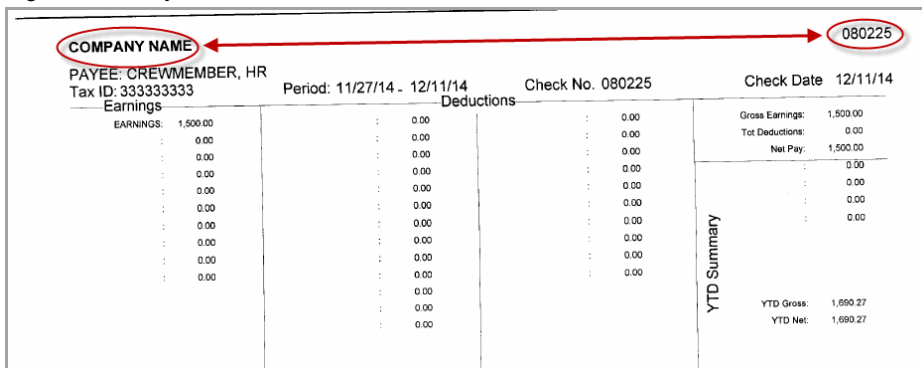 COMPANY NAME 080225
PAYEE: CREWMEMBER, HR
Tax ID: 333333333 Period: 11/27/14 - 12/11/14 Check No. 080225 Check Date 12/11/14
Earnings Deductions
EARNINGS: 1,500.00 : 0.00 : 0.00 Gross Earnings: 1,500.00
: 0.00 : 0.00 : 0.00 Tot Deductions: 0.00
: 0.00 : 0.00 : 0.00 Net Pay: 1,500.00
: 0.00 : 0.00 : 0.00 : 0.00
: 0.00 : 0.00 : 0.00 : 0.00
: 0.00 : 0.00 : 0.00 : 0.00
: 0.00 : 0.00 : 0.00 : 0.00
: 0.00 : 0.00 : 0.00
: 0.00 : 0.00 : 0.00
: 0.00 : 0.00 : 0.00
: 0.00
: 0.00
: 0.00
YTD Summary
YTD Gross: 1,690.27
YTD Net: 1,690.27